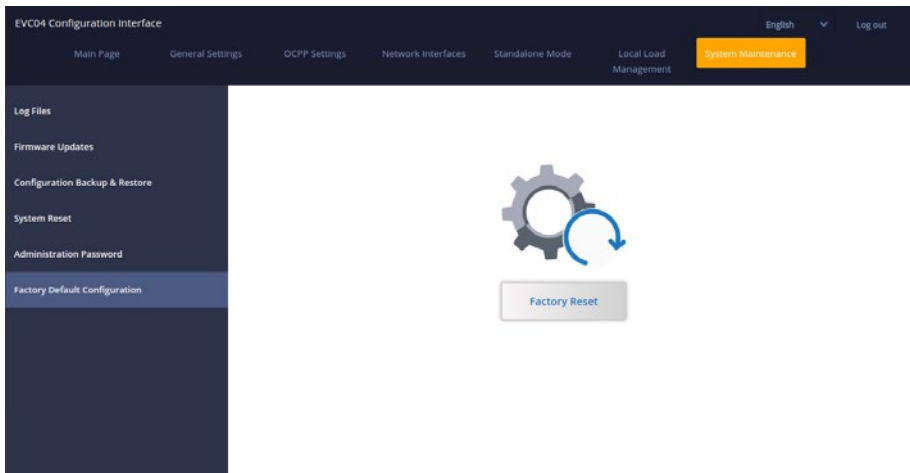 EVC04 Configuration Interface
English
Log out
Main Page
General Settings
OCPP Settings
Network Interfaces
Standalone Mode
Local Load
Management
System Maintenance
Log Files
Firmware Updates
Configuration Backup & Restore
System Reset
Administration Password
Factory Default Configuration
Factory Reset